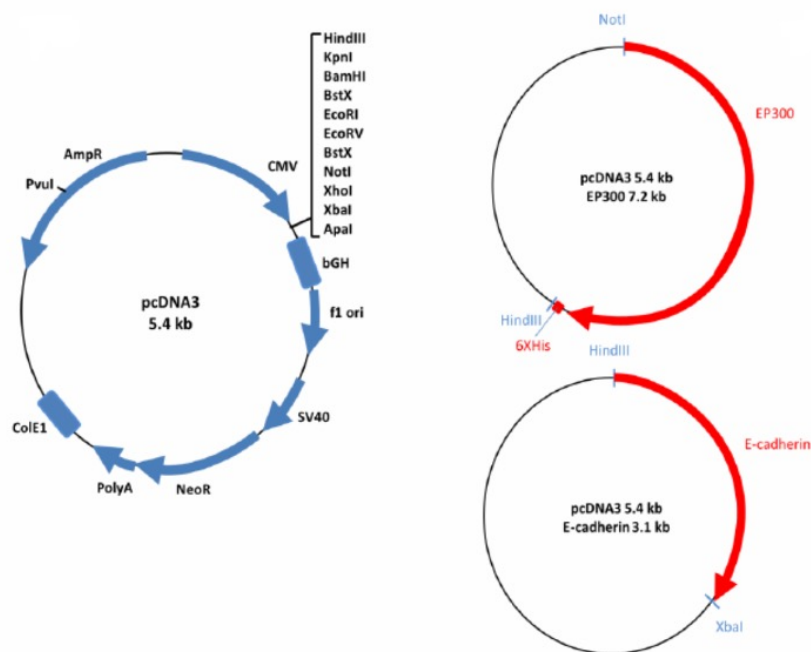 HindIII
KpnI
BamHI
BstX
EcoRI
EcoRV
BstX
NotI
XhoI
XbaI
ApaI
AmpR
CMV
PvuI
bGH
pcDNA3
5.4 kb
f1 ori
SV40
ColE1
PolyA
NeoR
NotI
EP300
pcDNA3 5.4 kb
EP300 7.2 kb
HindIII
6XHis
HindIII
E-cadherin
pcDNA3 5.4 kb
E-cadherin 3.1 kb
XbaI